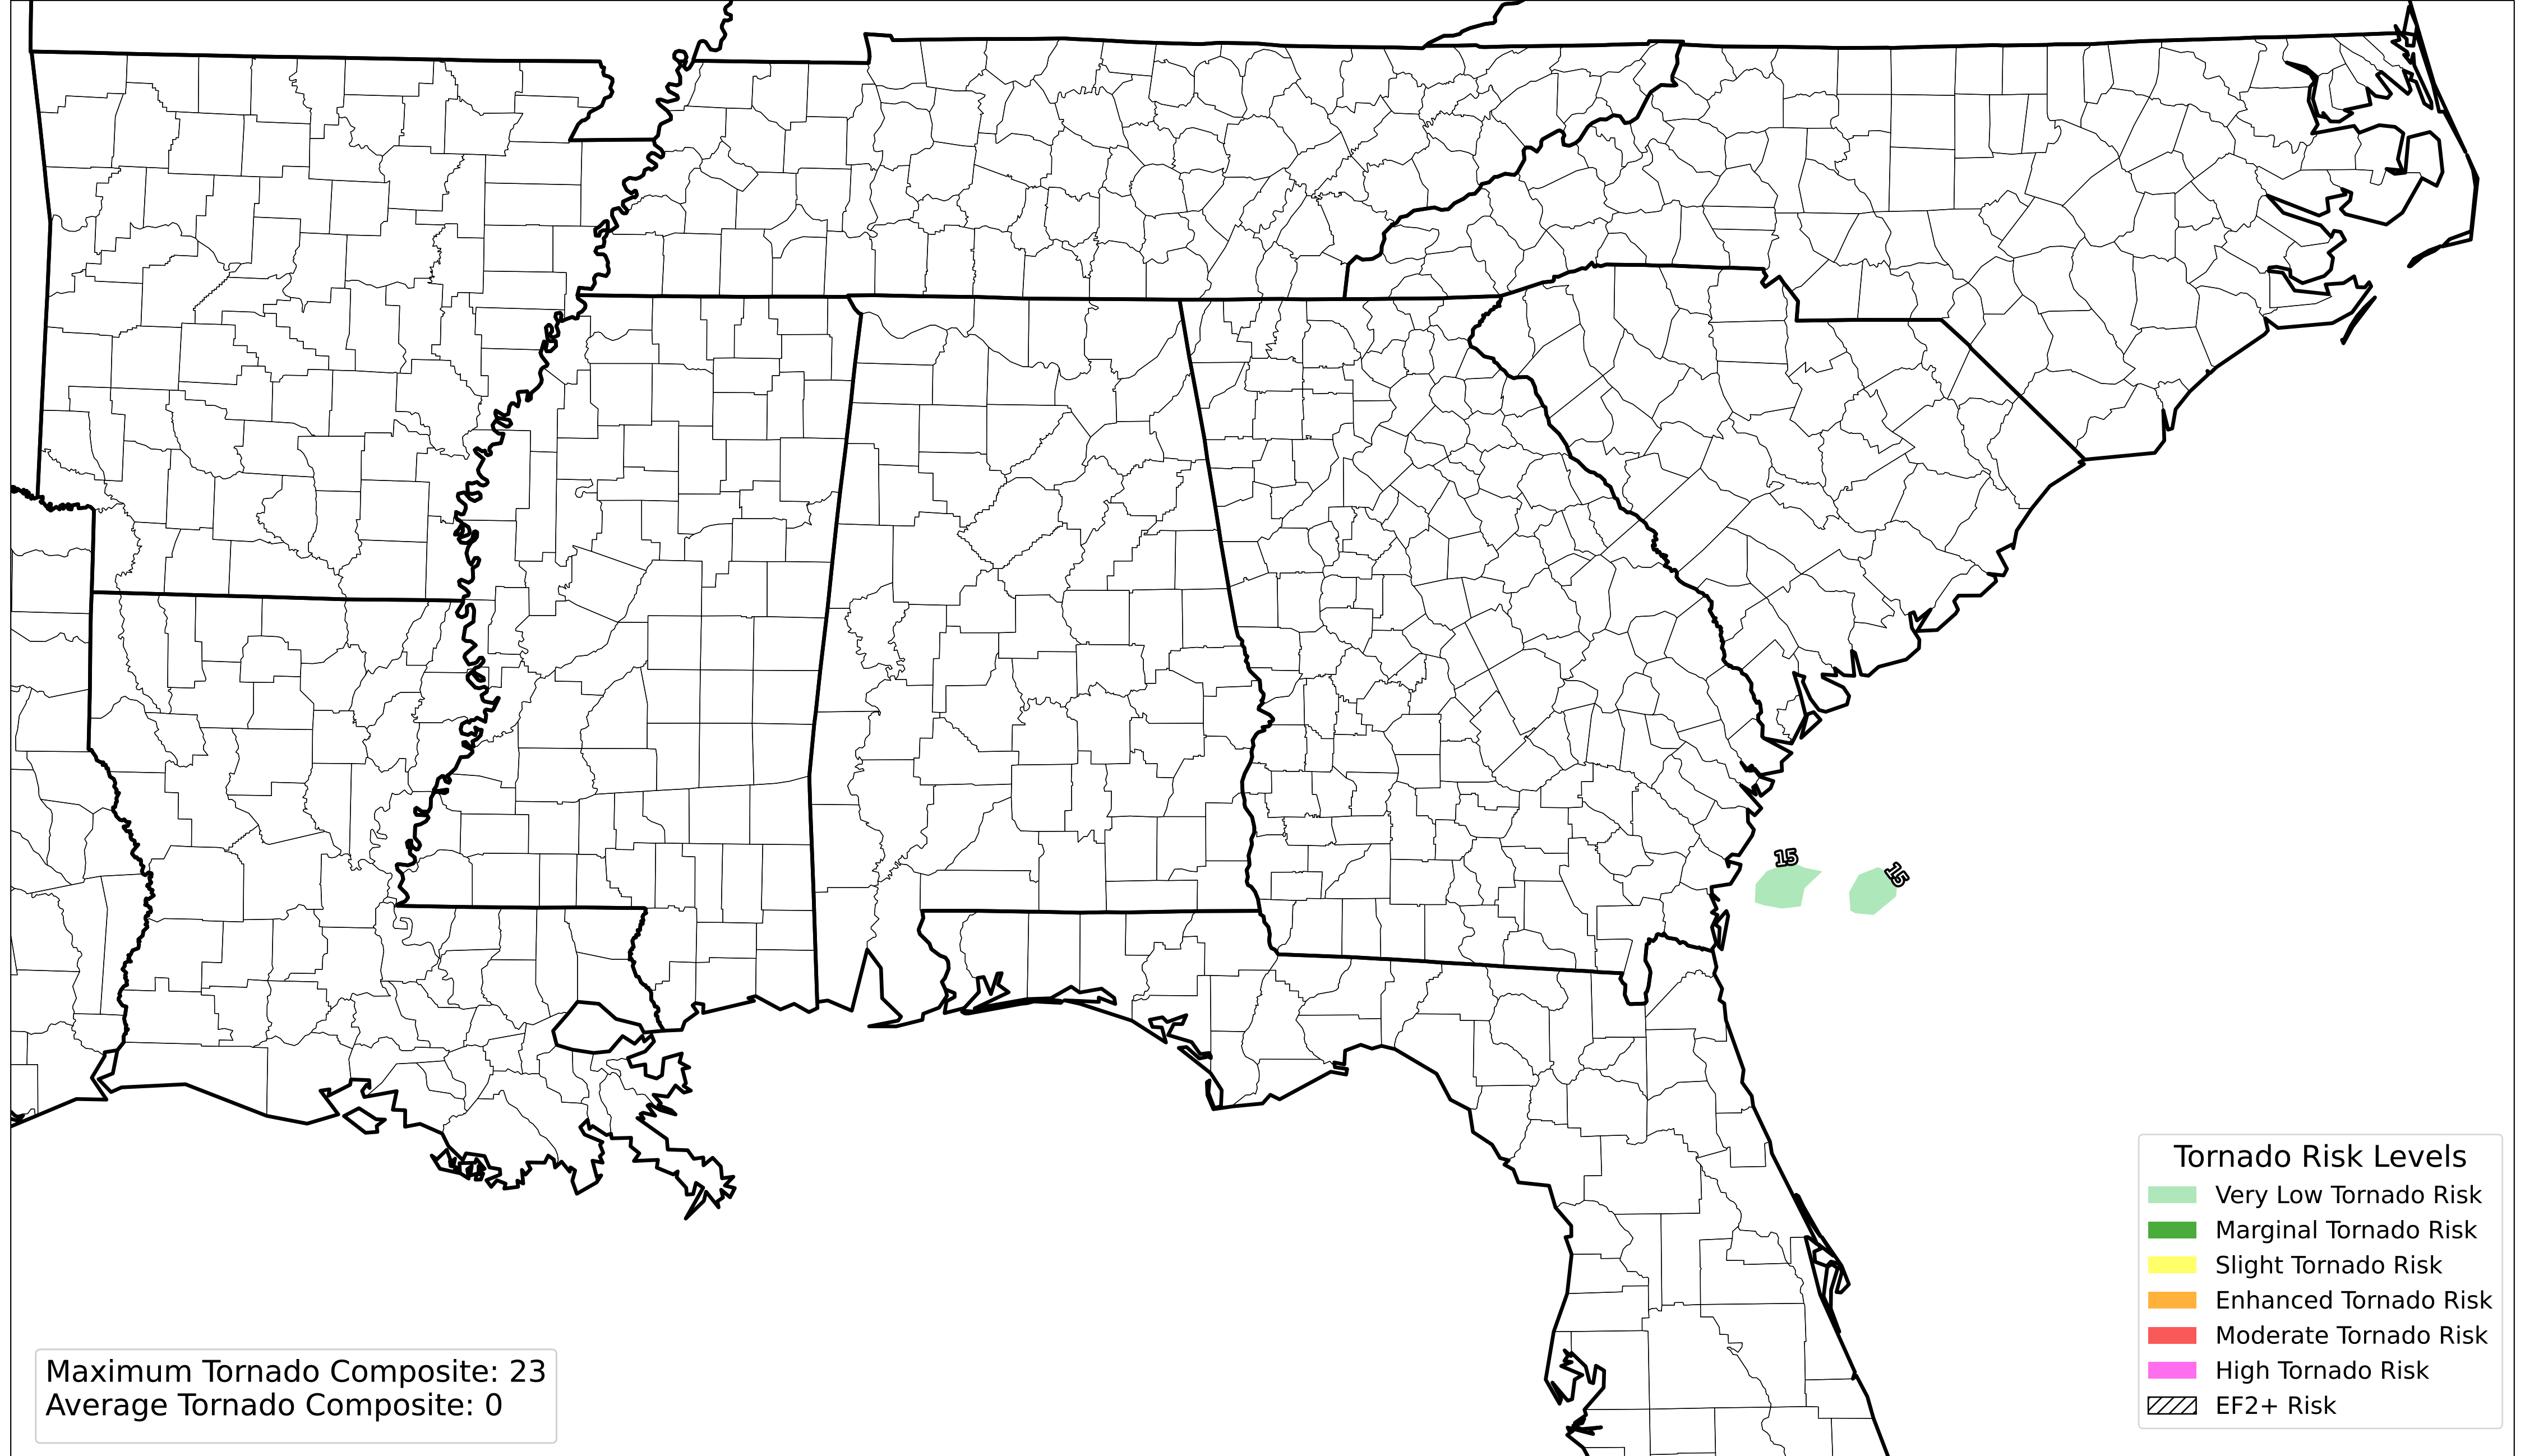 15
15
Tornado Risk Levels
Very Low Tornado Risk
Marginal Tornado Risk
Slight Tornado Risk
Enhanced Tornado Risk
Moderate Tornado Risk
High Tornado Risk
EF2+ Risk
Maximum Tornado Composite: 23
Average Tornado Composite: 0